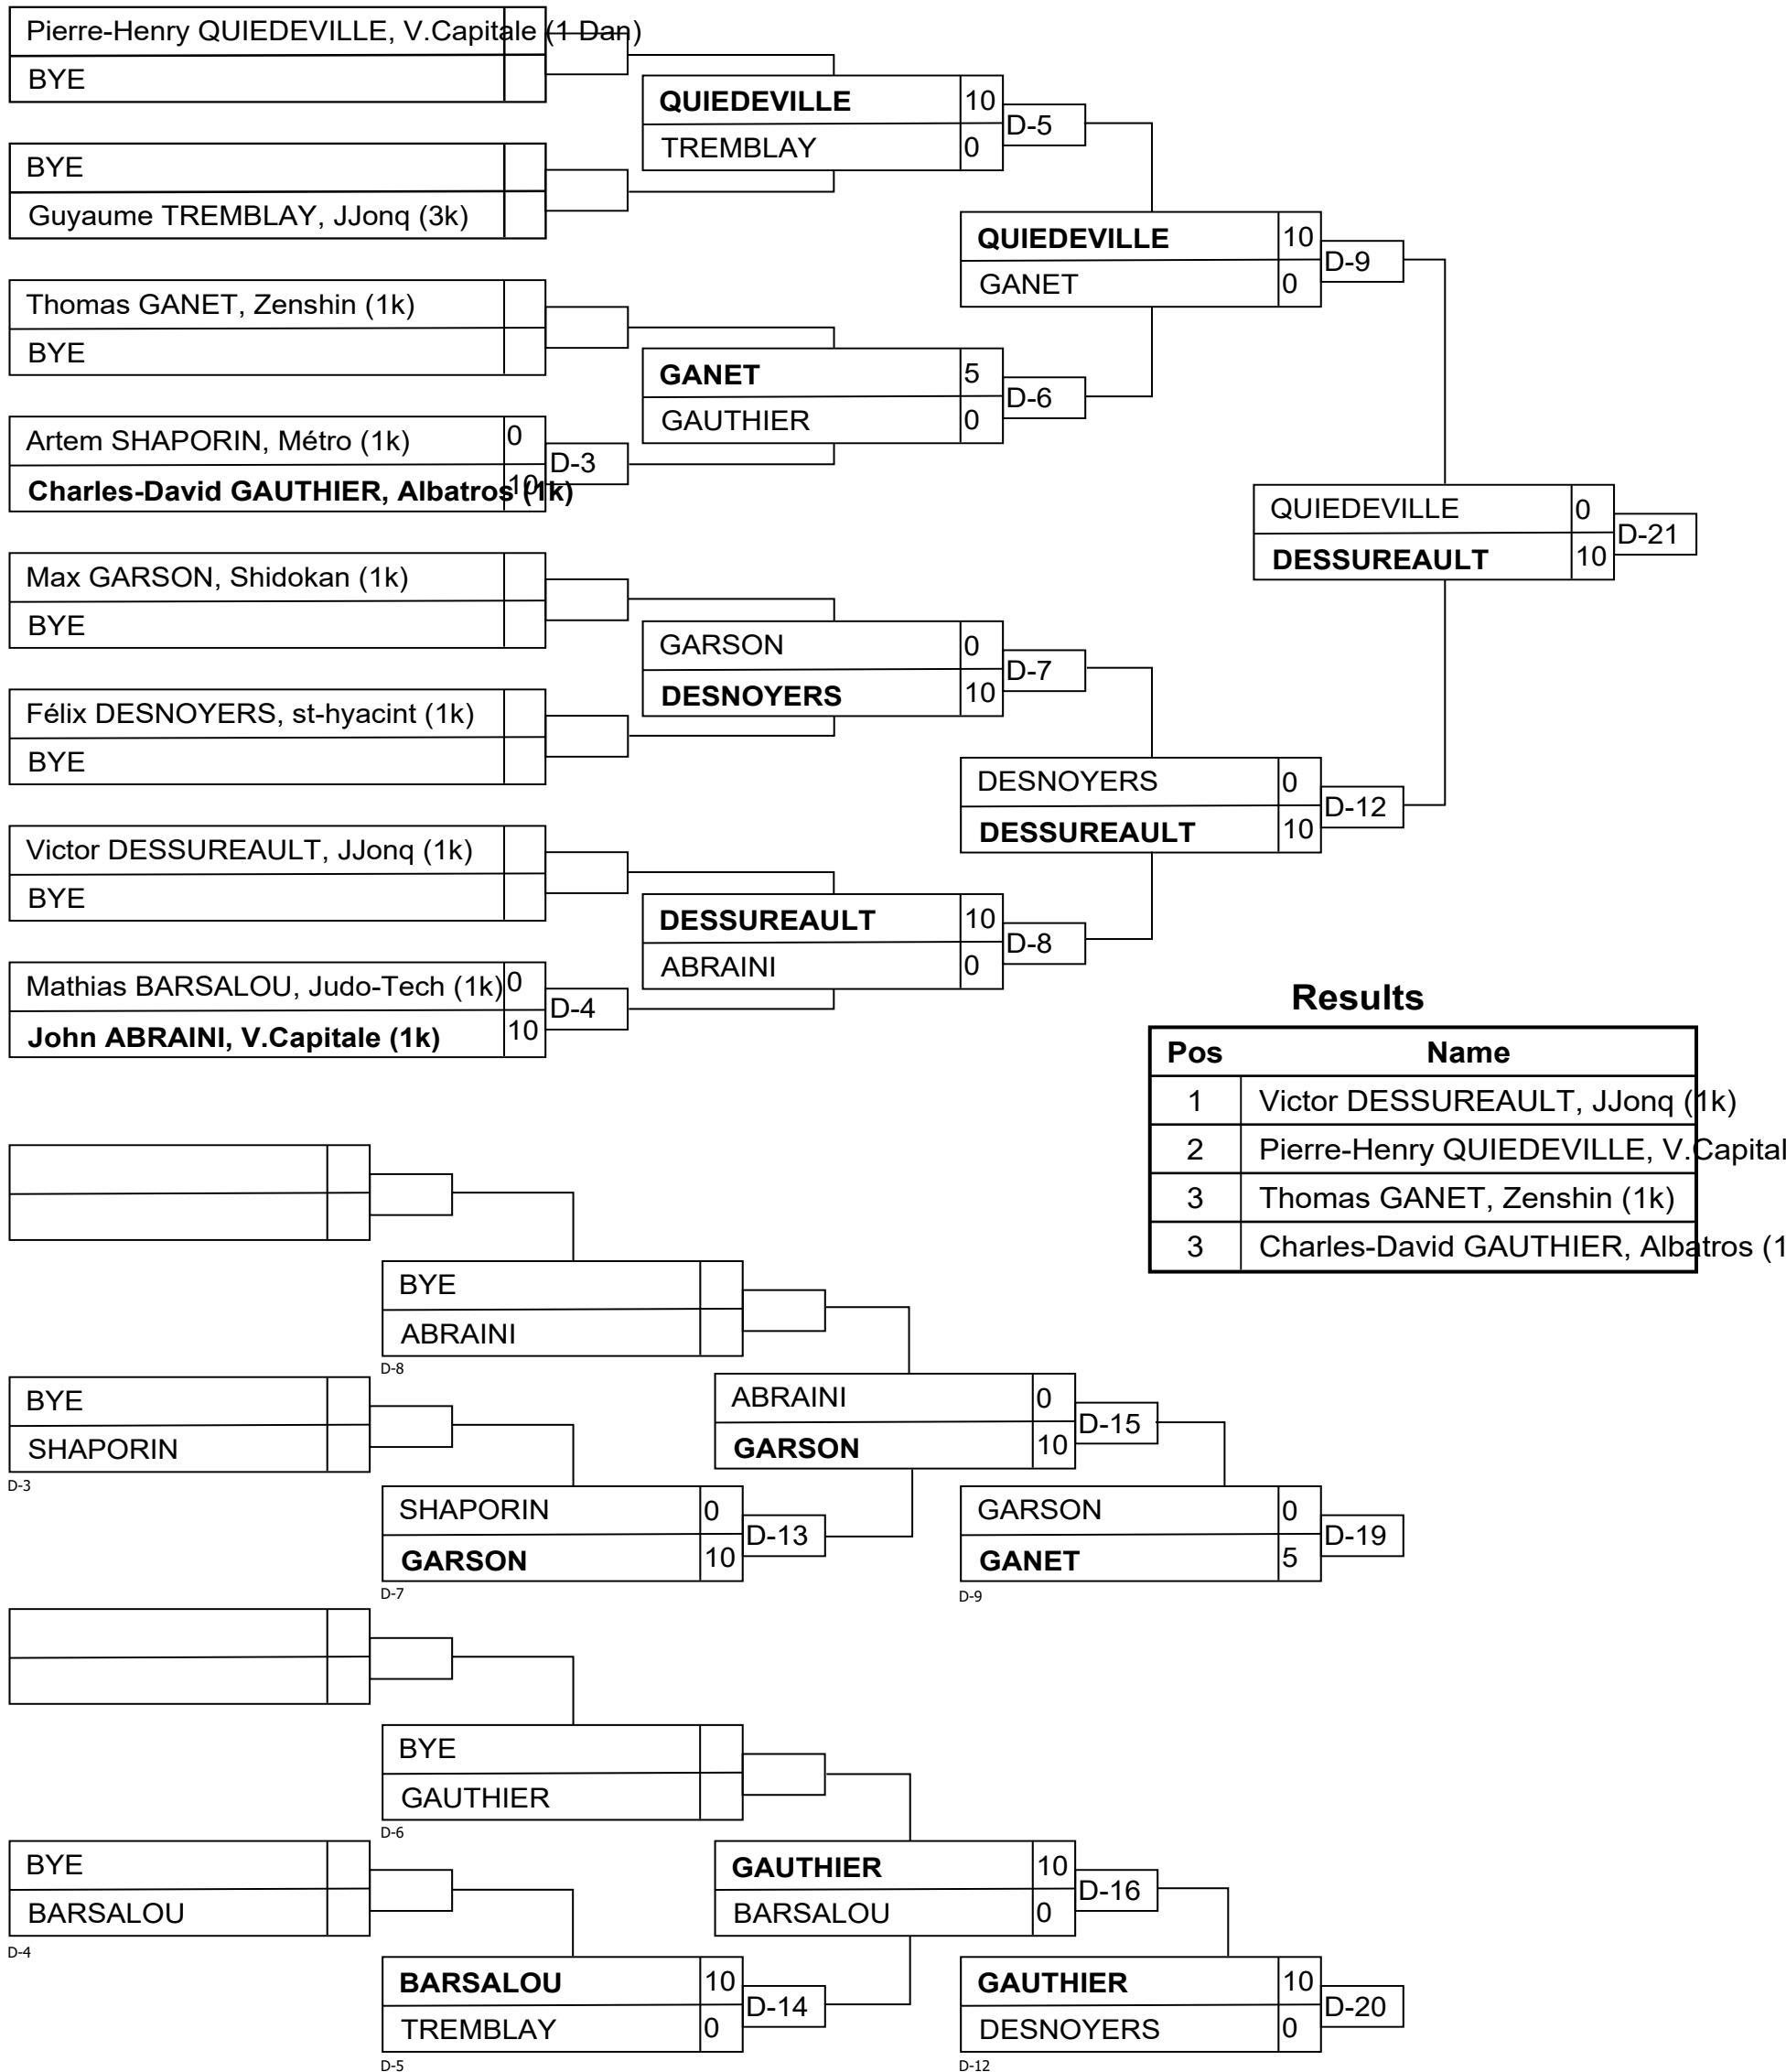 Pierre-Henry QUIEDEVILLE, V.Capitale (1 Dan)
BYE
BYE
Guyaume TREMBLAY, JJonq (3k)
Thomas GANET, Zenshin (1k)
BYE
Artem SHAPORIN, Métro (1k) 0
Charles-David GAUTHIER, Albatros (1k) 10
D-3
Max GARSON, Shidokan (1k)
BYE
Félix DESNOYERS, st-hyacint (1k)
BYE
Victor DESSUREAULT, JJonq (1k)
BYE
Mathias BARSALOU, Judo-Tech (1k) 0
John ABRAINI, V.Capitale (1k) 10
D-4
QUIEDEVILLE 10
TREMBLAY 0
D-5
GANET 5
GAUTHIER 0
D-6
GARSON 0
DESNOYERS 10
D-7
DESSUREAULT 10
ABRAINI 0
D-8
QUIEDEVILLE 10
GANET 0
D-9
DESNOYERS 0
DESSUREAULT 10
D-12
QUIEDEVILLE 0
DESSUREAULT 10
D-21
Results
Pos Name
1 Victor DESSUREAULT, JJonq (1k)
2 Pierre-Henry QUIEDEVILLE, V.Capital
3 Thomas GANET, Zenshin (1k)
3 Charles-David GAUTHIER, Albatros (1
BYE
ABRAINI
D-8
BYE
SHAPORIN
D-3
SHAPORIN 0
GARSON 10
D-13
D-7
ABRAINI 0
GARSON 10
D-15
GARSON 0
GANET 5
D-19
D-9
BYE
GAUTHIER
D-6
BYE
BARSALOU
D-4
BARSALOU 10
TREMBLAY 0
D-14
D-5
GAUTHIER 10
BARSALOU 0
D-16
GAUTHIER 10
DESNOYERS 0
D-20
D-12